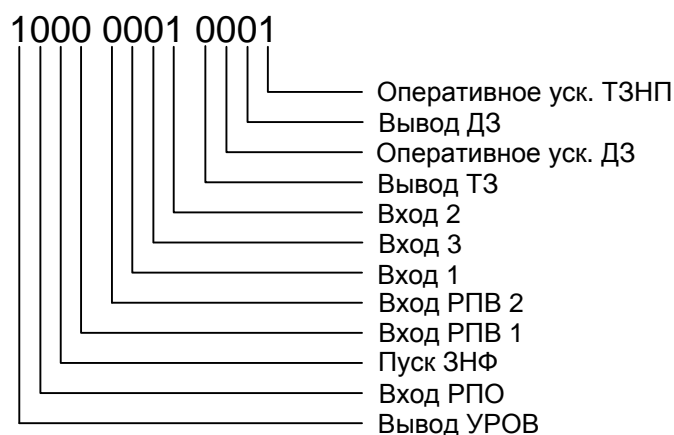 1000 0001 0001
Оперативное уск. ТЗНП
Вывод ДЗ
Оперативное уск. ДЗ
Вывод ТЗ
Вход 2
Вход 3
Вход 1
Вход РПВ 2
Вход РПВ 1
Пуск ЗНФ
Вход РПО
Вывод УРОВ